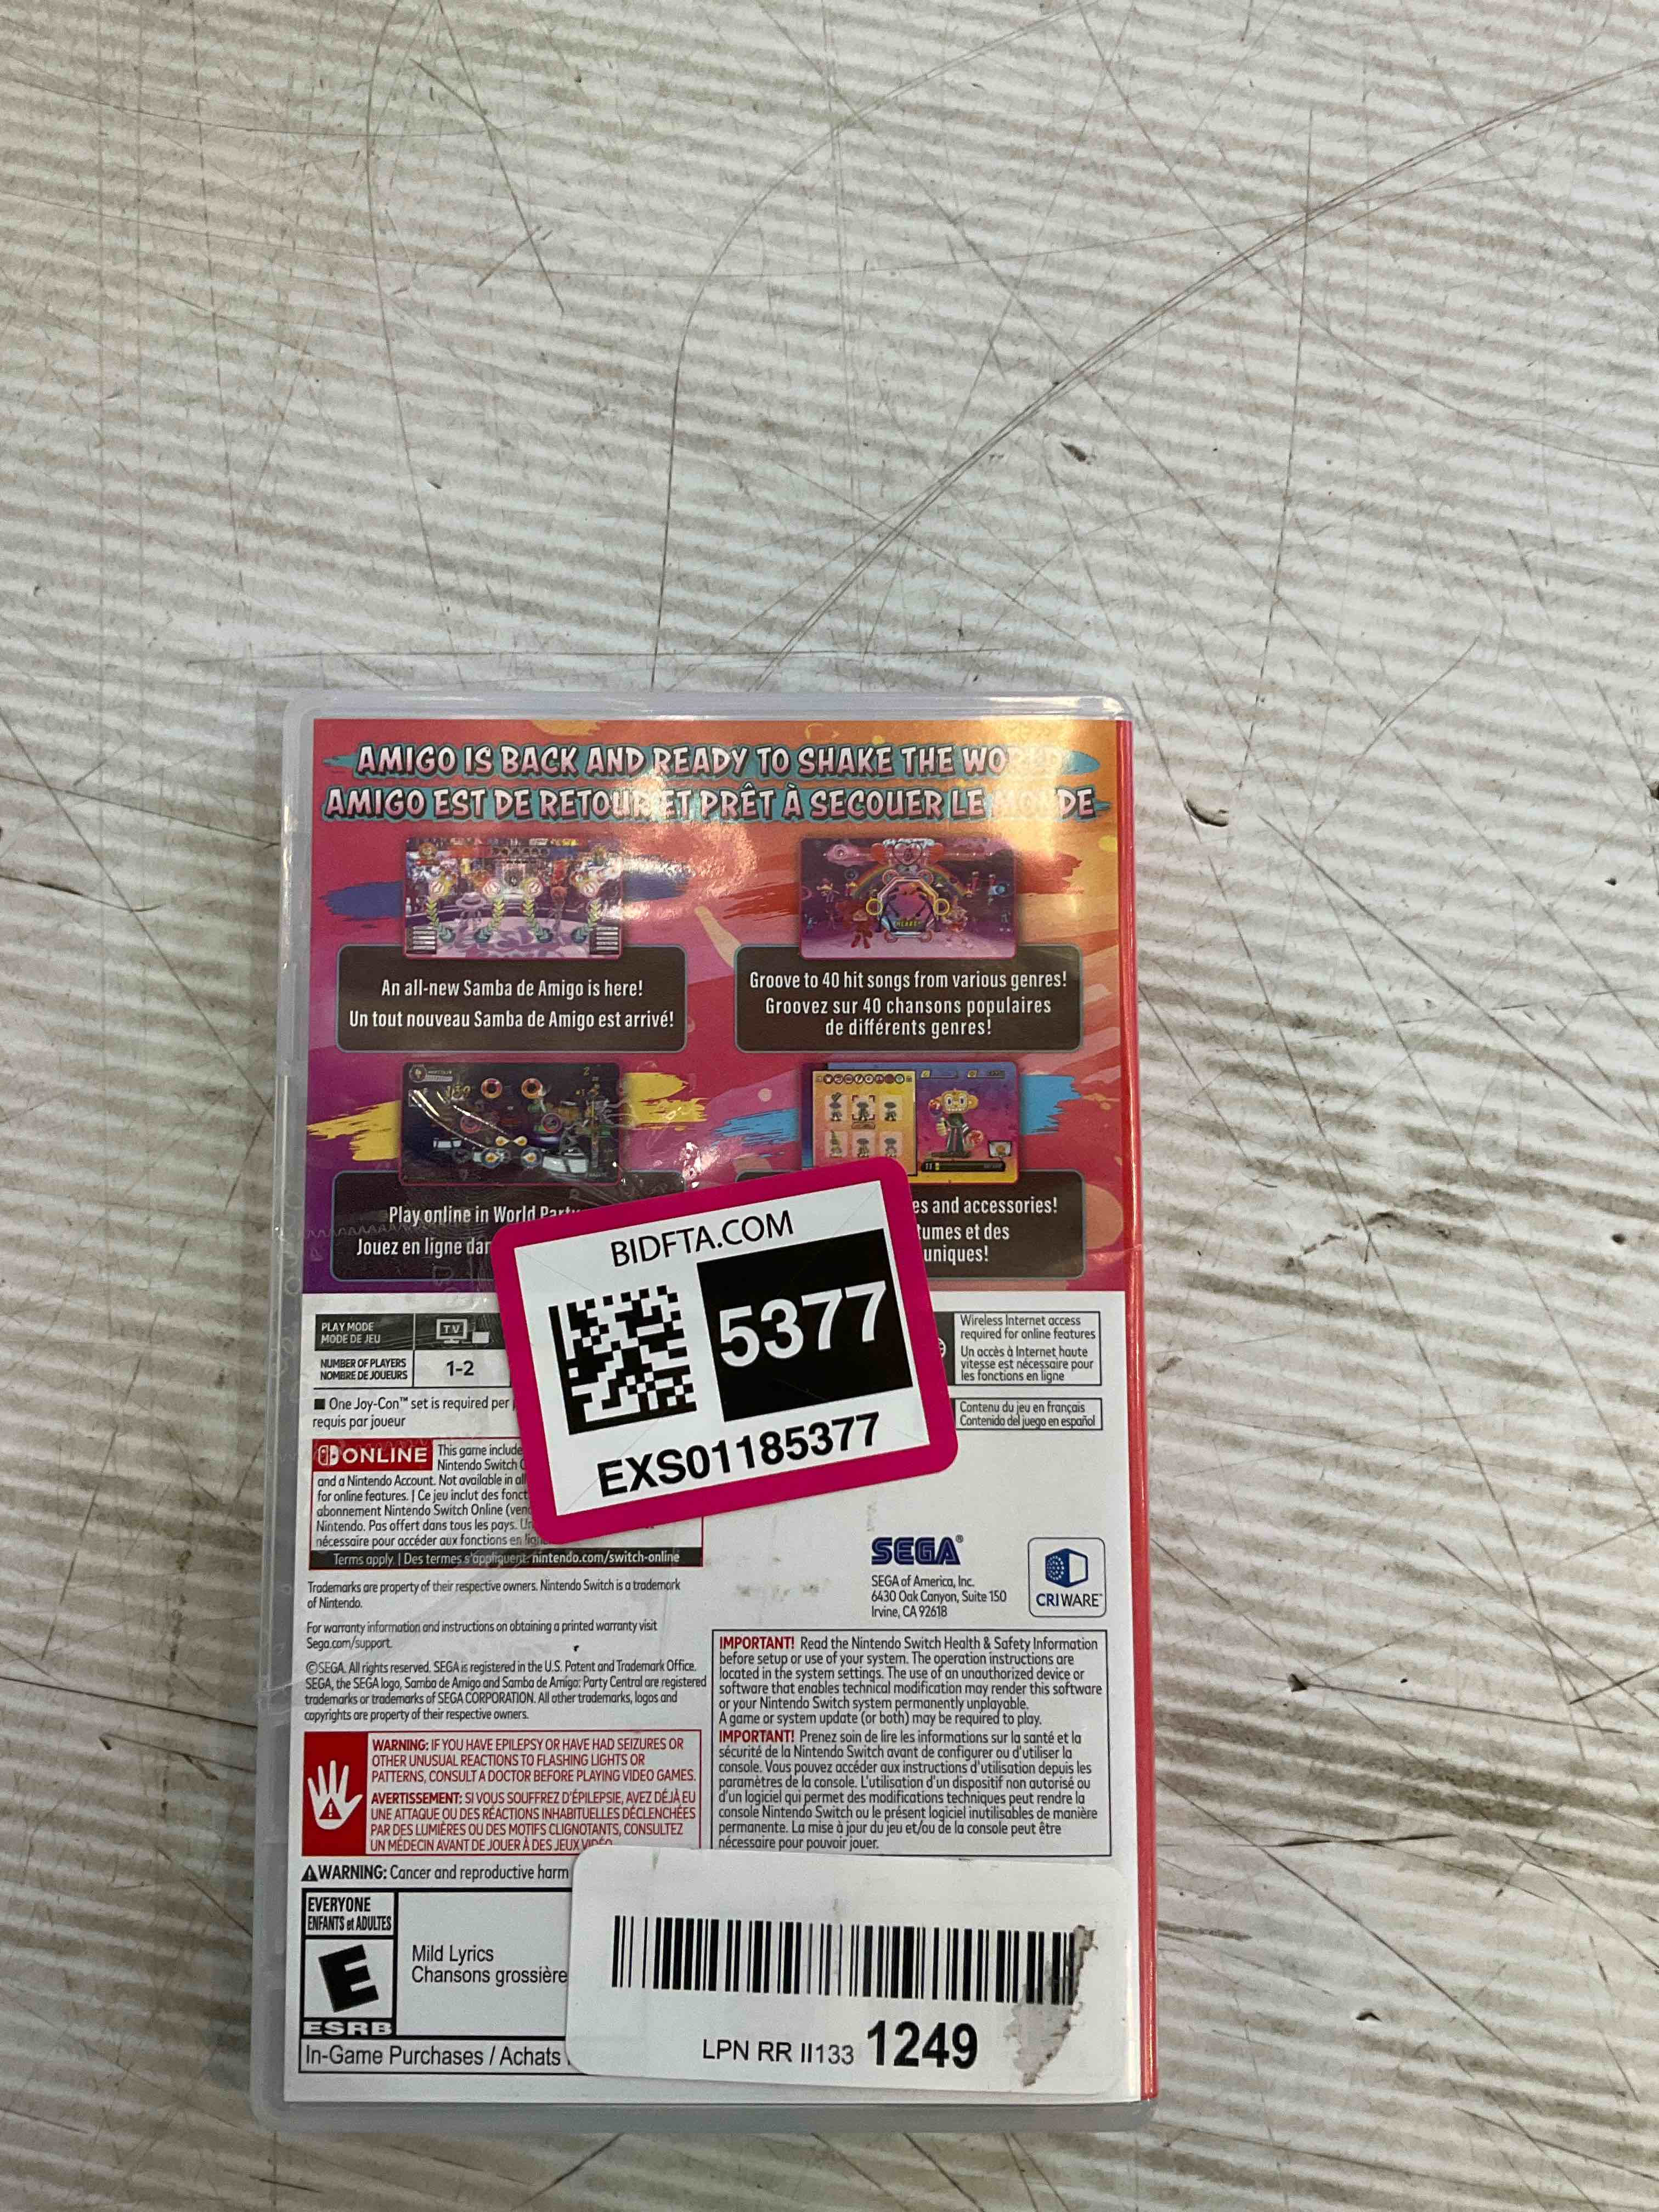 AMIGO IS BACK AND READY TO SHAKE THE WORLD
AMIGO EST DE RETOUR ET PRÊT À SECOUER LE MONDE
An all-new Samba de Amigo is here!
Un tout nouveau Samba de Amigo est arrivé!
Groove to 40 hit songs from various genres!
Groovez sur 40 chansons populaires
de différents genres!
Play online in World Party
Jouez en ligne dan
es and accessories!
tumes et des
uniques!
BIDFTA.COM
5377
EXS01185377
PLAY MODE
MODE DE JEU
TV
NUMBER OF PLAYERS
NOMBRE DE JOUEURS
1-2
One Joy-Con™ set is required per
requis par joueur
Wireless Internet access
required for online features
Un accès à Internet haute
vitesse est nécessaire pour
les fonctions en ligne
Contenu du jeu en français
Contenido del juego en español
ONLINE
This game include
Nintendo Switch O
and a Nintendo Account. Not available in all
for online features. | Ce jeu inclut des fonct
abonnement Nintendo Switch Online (vend
Nintendo. Pas offert dans tous les pays. Un
nécessaire pour accéder aux fonctions en lign
Terms apply. | Des termes s'appliquent. nintendo.com/switch-online
Trademarks are property of their respective owners. Nintendo Switch is a trademark
of Nintendo.
For warranty information and instructions on obtaining a printed warranty visit
Sega.com/support.
©SEGA. All rights reserved. SEGA is registered in the U.S. Patent and Trademark Office.
SEGA, the SEGA logo, Samba de Amigo and Samba de Amigo: Party Central are registered
trademarks or trademarks of SEGA CORPORATION. All other trademarks, logos and
copyrights are property of their respective owners.
SEGA®
SEGA of America, Inc.
6430 Oak Canyon, Suite 150
Irvine, CA 92618
CRIWARE™
IMPORTANT! Read the Nintendo Switch Health & Safety Information
before setup or use of your system. The operation instructions are
located in the system settings. The use of an unauthorized device or
software that enables technical modification may render this software
or your Nintendo Switch system permanently unplayable.
A game or system update (or both) may be required to play.
IMPORTANT! Prenez soin de lire les informations sur la santé et la
sécurité de la Nintendo Switch avant de configurer ou d'utiliser la
console. Vous pouvez accéder aux instructions d'utilisation depuis les
paramètres de la console. L'utilisation d'un dispositif non autorisé ou
d'un logiciel qui permet des modifications techniques peut rendre la
console Nintendo Switch ou le présent logiciel inutilisables de manière
permanente. La mise à jour du jeu et/ou de la console peut être
nécessaire pour pouvoir jouer.
WARNING: IF YOU HAVE EPILEPSY OR HAVE HAD SEIZURES OR
OTHER UNUSUAL REACTIONS TO FLASHING LIGHTS OR
PATTERNS, CONSULT A DOCTOR BEFORE PLAYING VIDEO GAMES.
AVERTISSEMENT: SI VOUS SOUFFREZ D'ÉPILEPSIE, AVEZ DÉJÀ EU
UNE ATTAQUE OU DES RÉACTIONS INHABITUELLES DÉCLENCHÉES
PAR DES LUMIÈRES OU DES MOTIFS CLIGNOTANTS, CONSULTEZ
UN MÉDECIN AVANT DE JOUER À DES JEUX VIDÉO.
WARNING: Cancer and reproductive harm
EVERYONE
ENFANTS et ADULTES
E
ESRB
Mild Lyrics
Chansons grossière
In-Game Purchases / Achats
LPN RR II133 1249